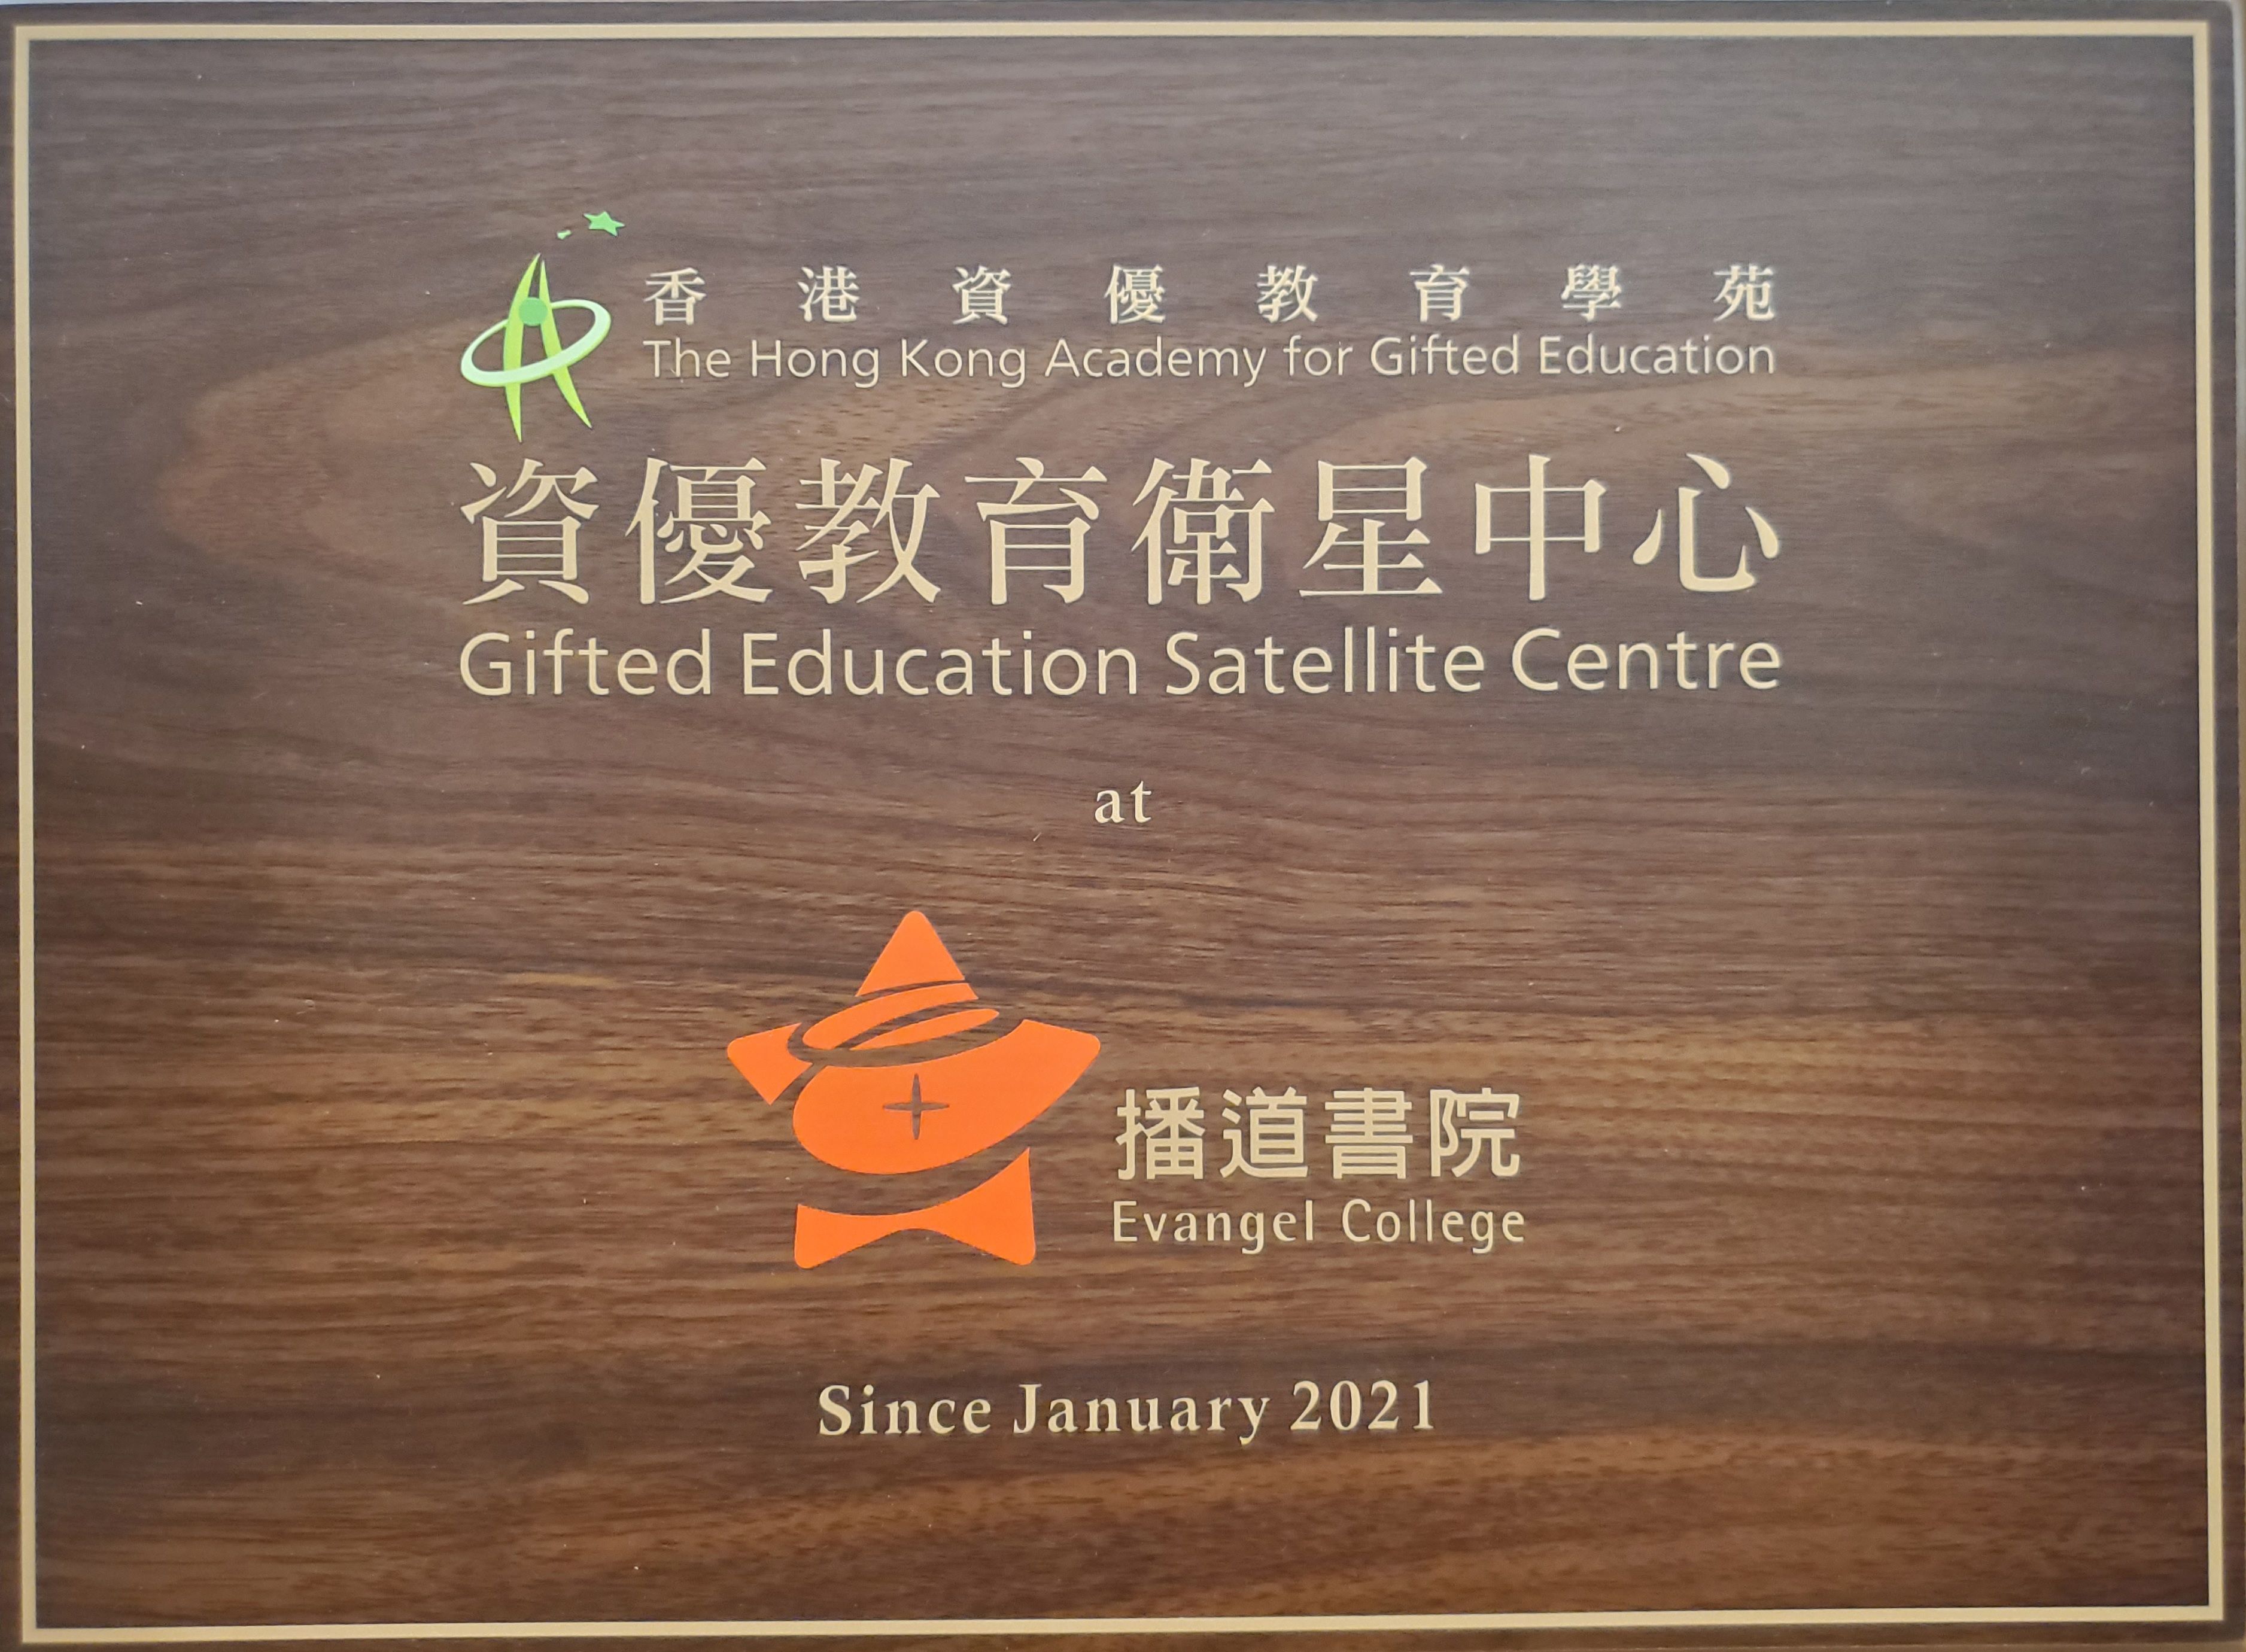 香港資優教育學苑
The Hong Kong Academy for Gifted Education
資優教育衛星中心
Gifted Education Satellite Centre
at
播道書院
Evangel College
Since January 2021